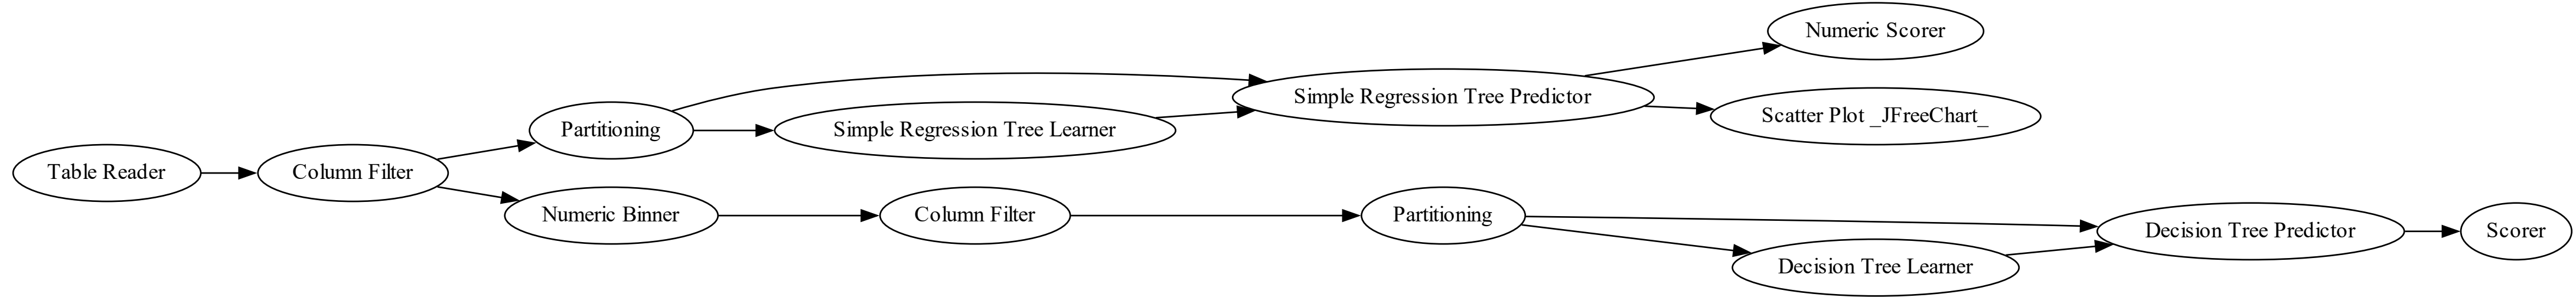 Table Reader
Column Filter
Partitioning
Simple Regression Tree Learner
Simple Regression Tree Predictor
Numeric Scorer
Scatter Plot _JFreeChart_
Numeric Binner
Column Filter
Partitioning
Decision Tree Learner
Decision Tree Predictor
Scorer